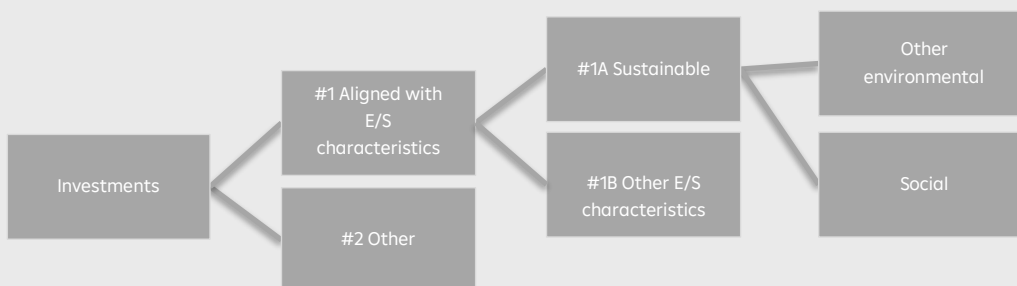 Investments
#1 Aligned with
E/S
characteristics
#2 Other
#1A Sustainable
#1B Other E/S
characteristics
Other
environmental
Social